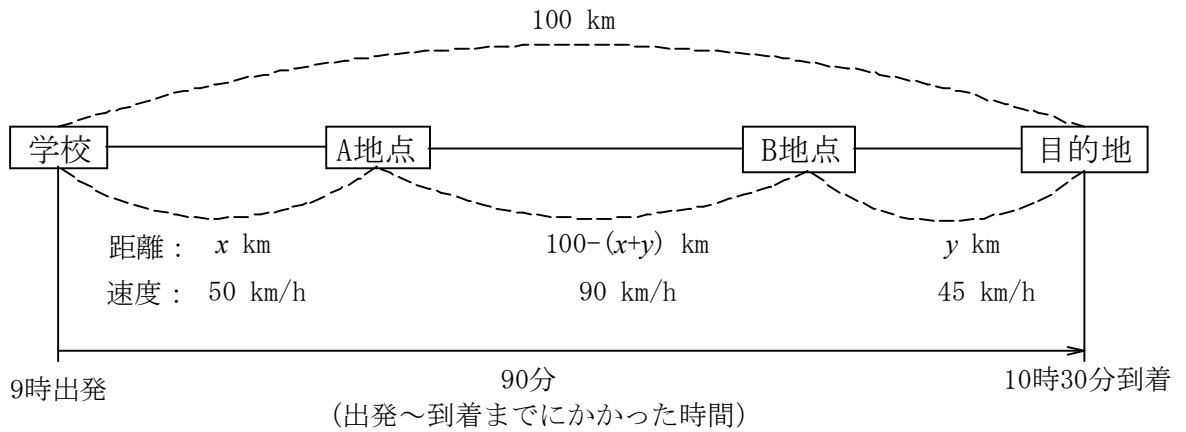 100 km
学校 A地点 B地点 目的地
距離： x km 100-(x+y) km y km
速度： 50 km/h 90 km/h 45 km/h
9時出発 90分 10時30分到着
(出発～到着までにかかった時間)